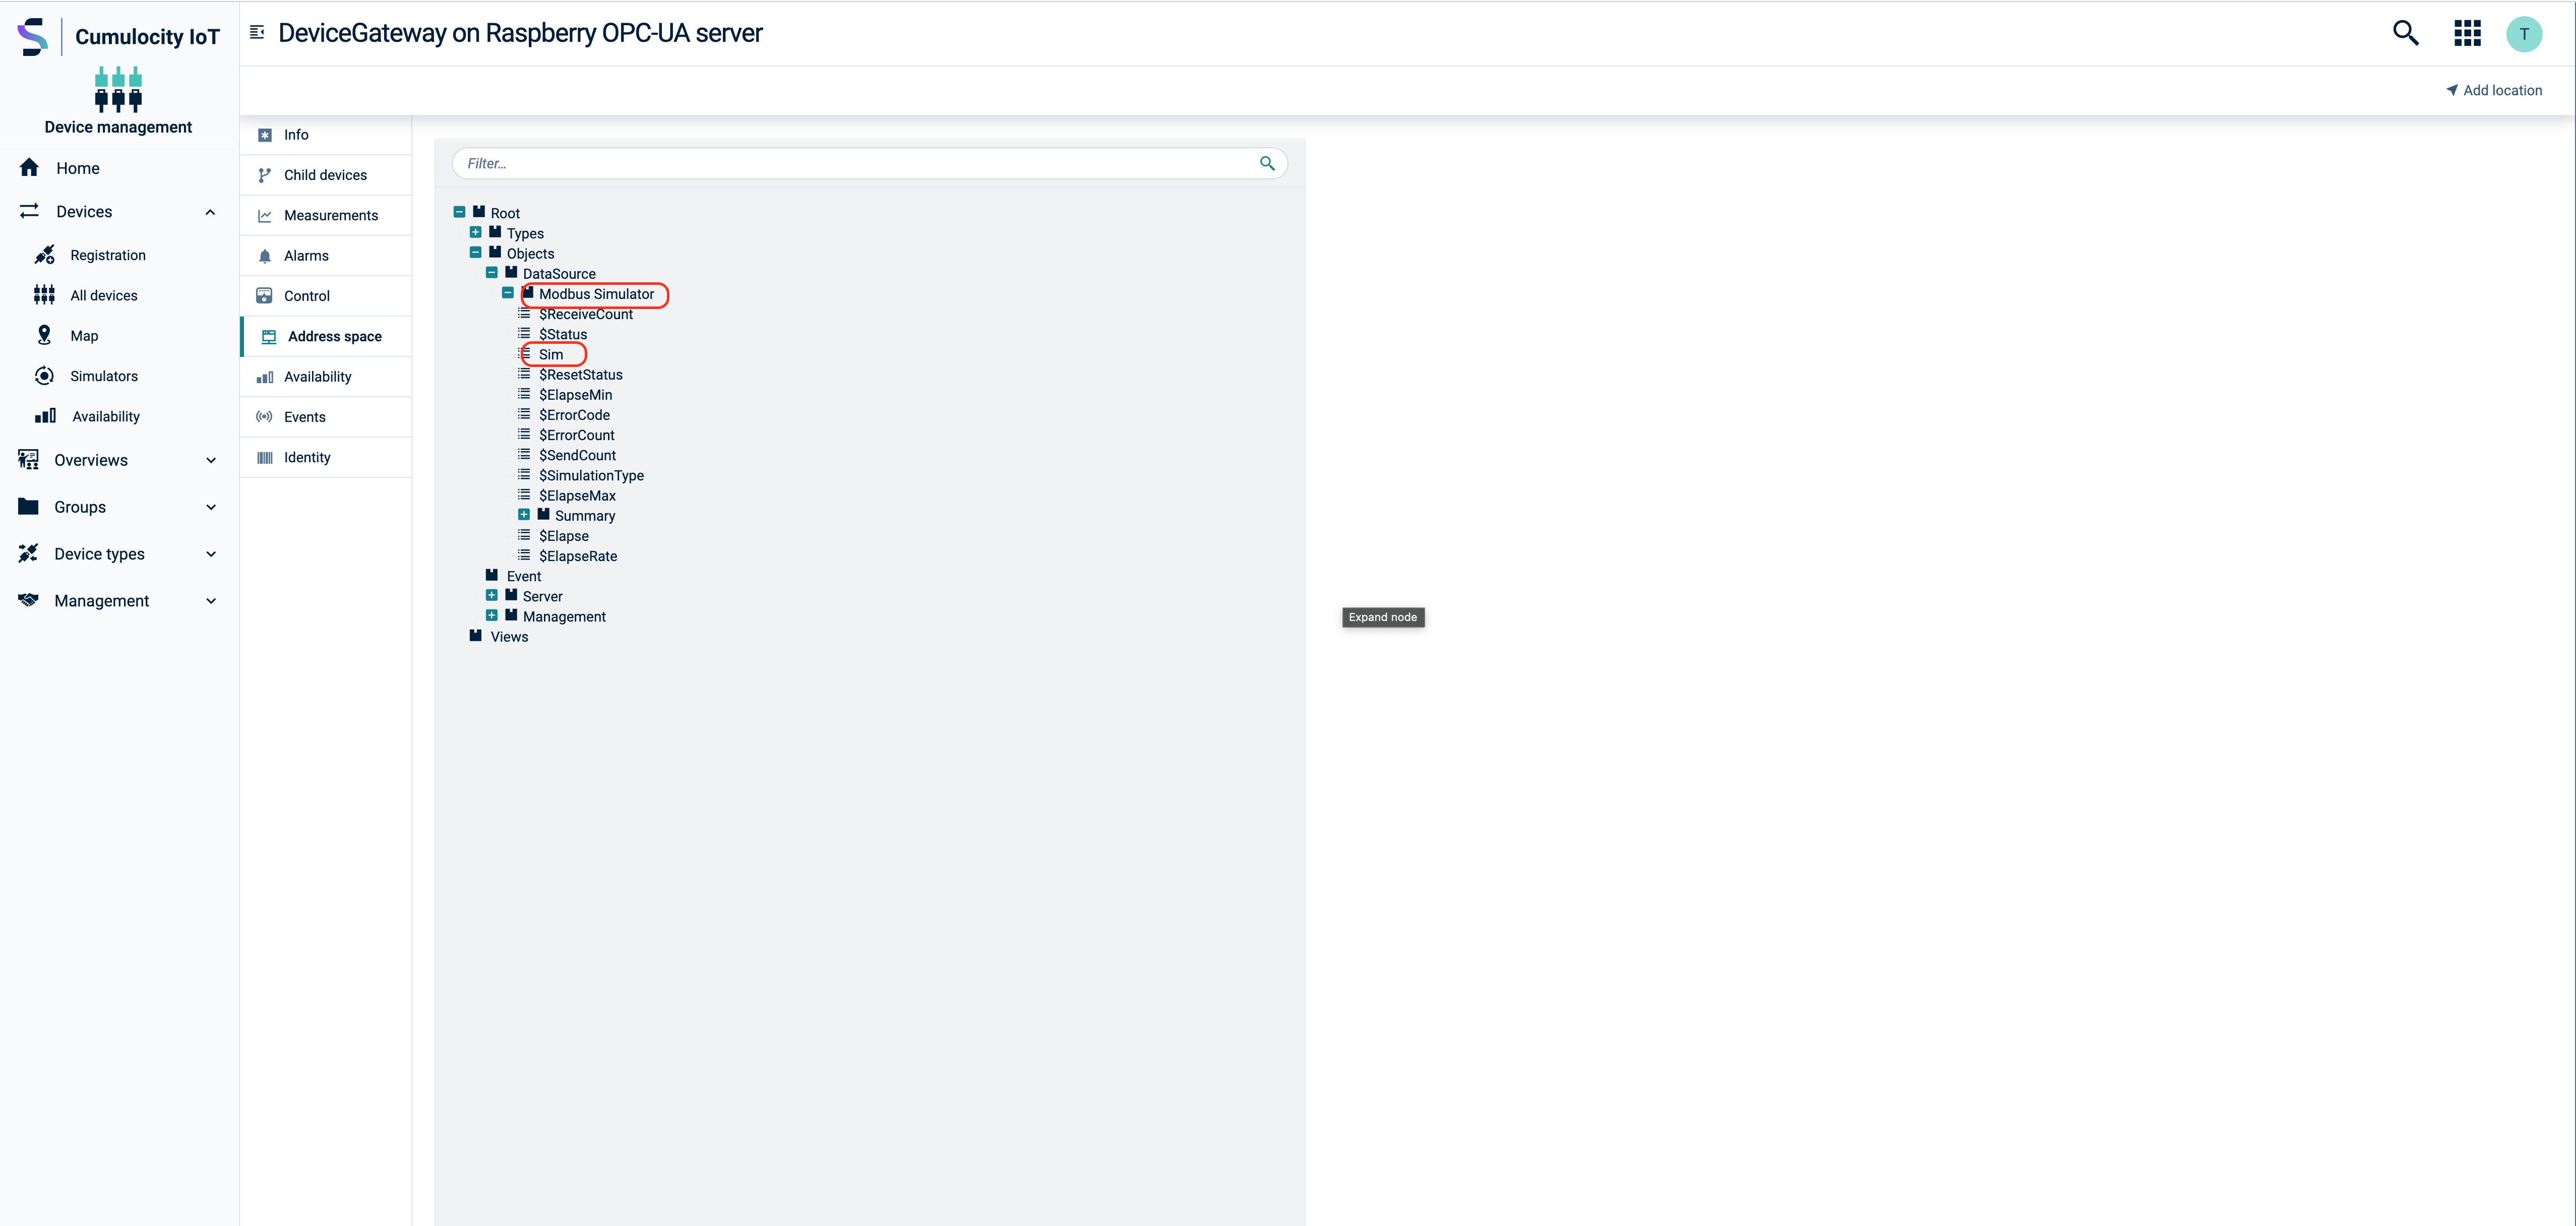 Cumulocity IoT
Device management
Home
Devices
Registration
All devices
Map
Simulators
Availability
Overviews
Groups
Device types
Management
DeviceGateway on Raspberry OPC-UA server
T
Add location
Info
Child devices
Measurements
Alarms
Control
Address space
Availability
Events
Identity
Filter...
Root
Types
Objects
DataSource
Modbus Simulator
$ReceiveCount
$Status
Sim
$ResetStatus
$ElapseMin
$ErrorCode
$ErrorCount
$SendCount
$SimulationType
$ElapseMax
Summary
$Elapse
$ElapseRate
Event
Server
Management
Views
Expand node